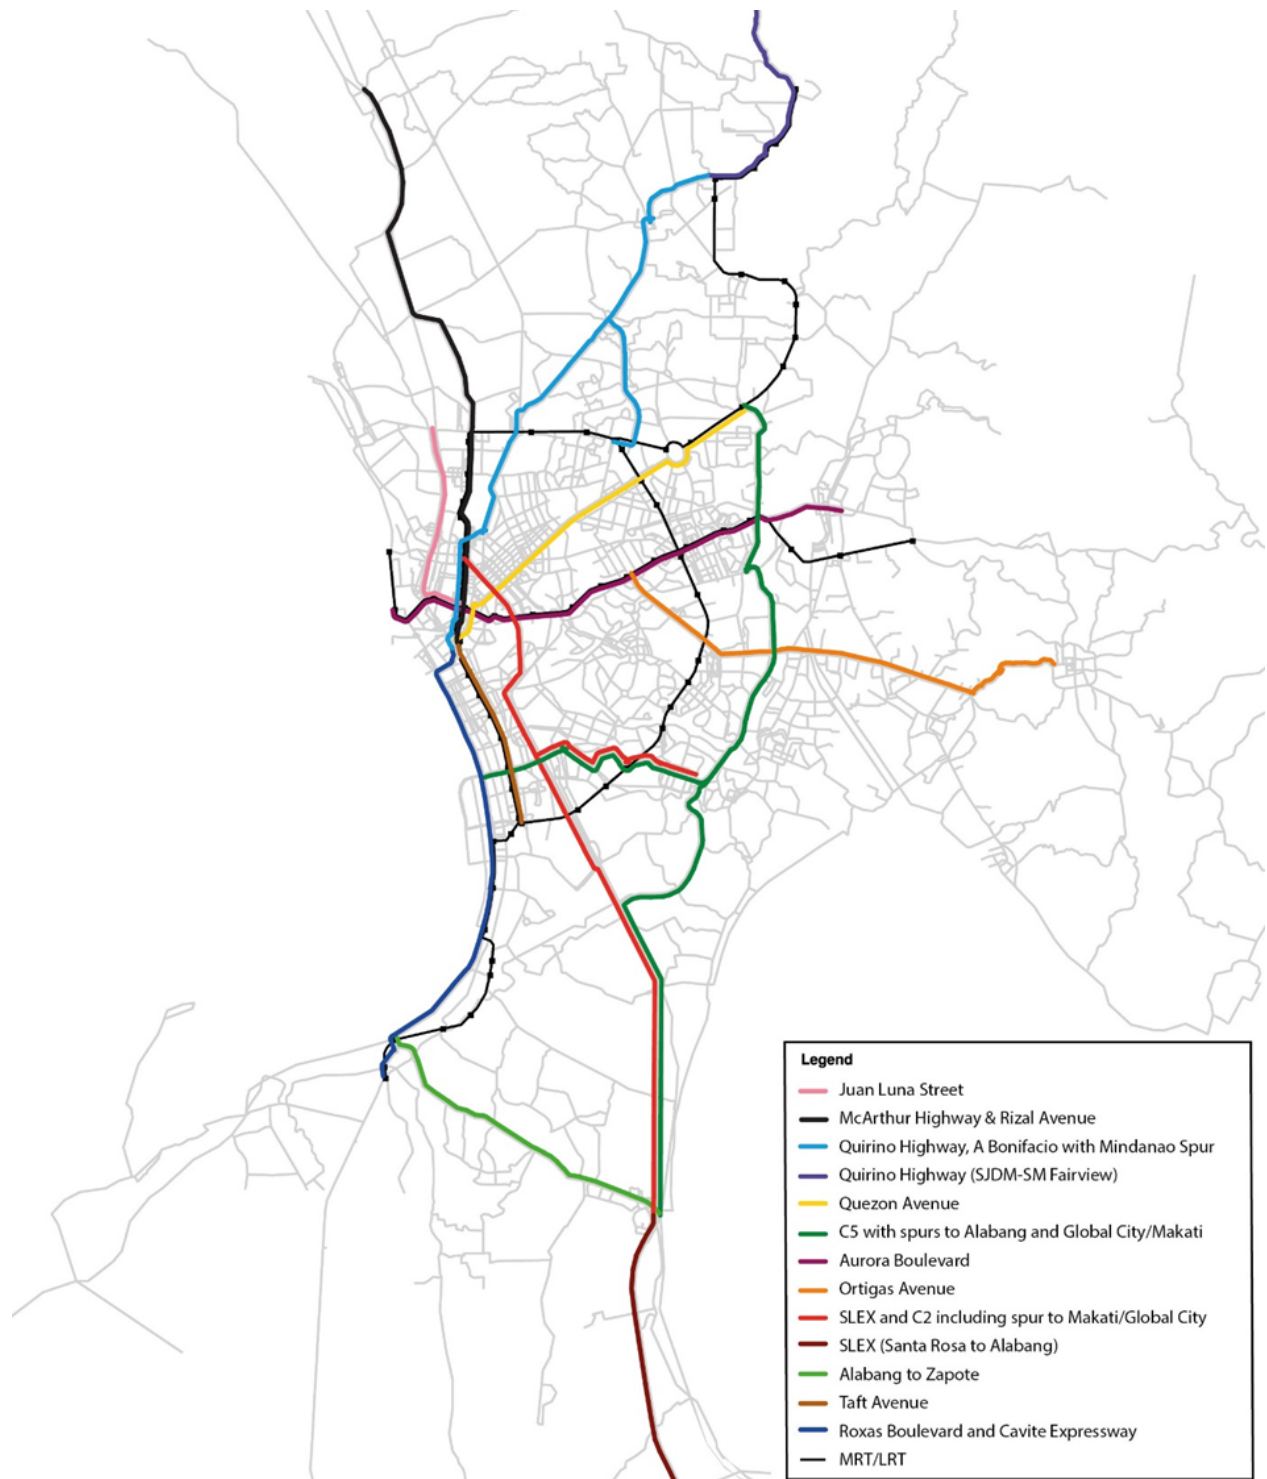 Legend
Juan Luna Street
McArthur Highway & Rizal Avenue
Quirino Highway, A Bonifacio with Mindanao Spur
Quirino Highway (SJDM-SM Fairview)
Quezon Avenue
C5 with spurs to Alabang and Global City/Makati
Aurora Boulevard
Ortigas Avenue
SLEX and C2 including spur to Makati/Global City
SLEX (Santa Rosa to Alabang)
Alabang to Zapote
Taft Avenue
Roxas Boulevard and Cavite Expressway
MRT/LRT